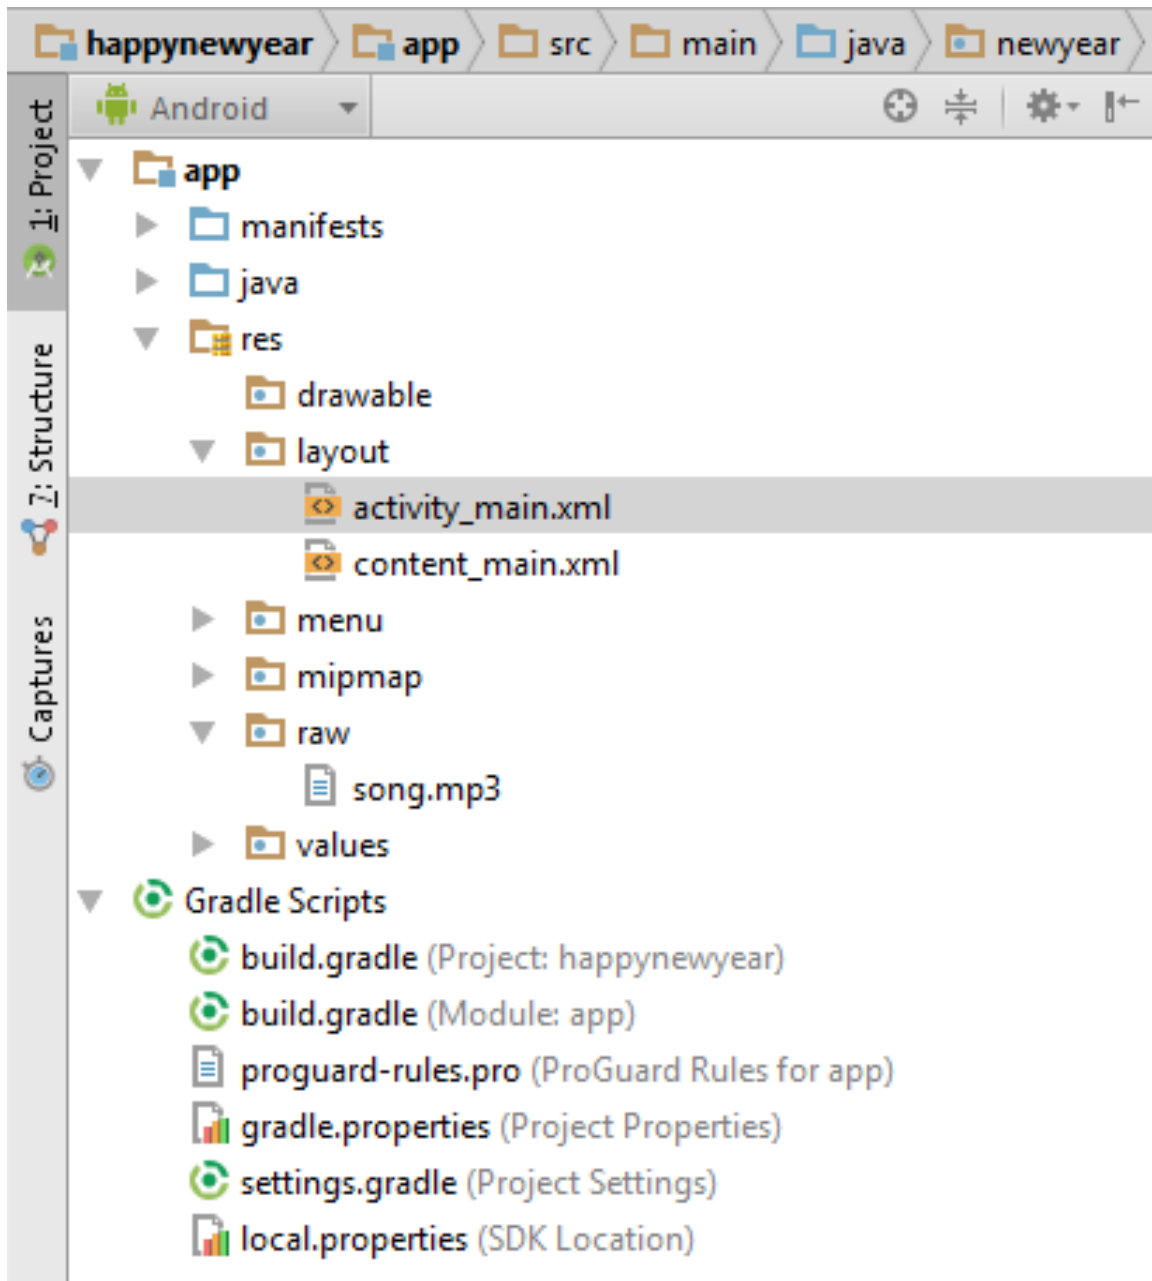 happynewyear app src main java newyear
Android
1: Project
7: Structure
Captures
app
manifests
java
res
drawable
layout
activity_main.xml
content_main.xml
menu
mipmap
raw
song.mp3
values
Gradle Scripts
build.gradle (Project: happynewyear)
build.gradle (Module: app)
proguard-rules.pro (ProGuard Rules for app)
gradle.properties (Project Properties)
settings.gradle (Project Settings)
local.properties (SDK Location)